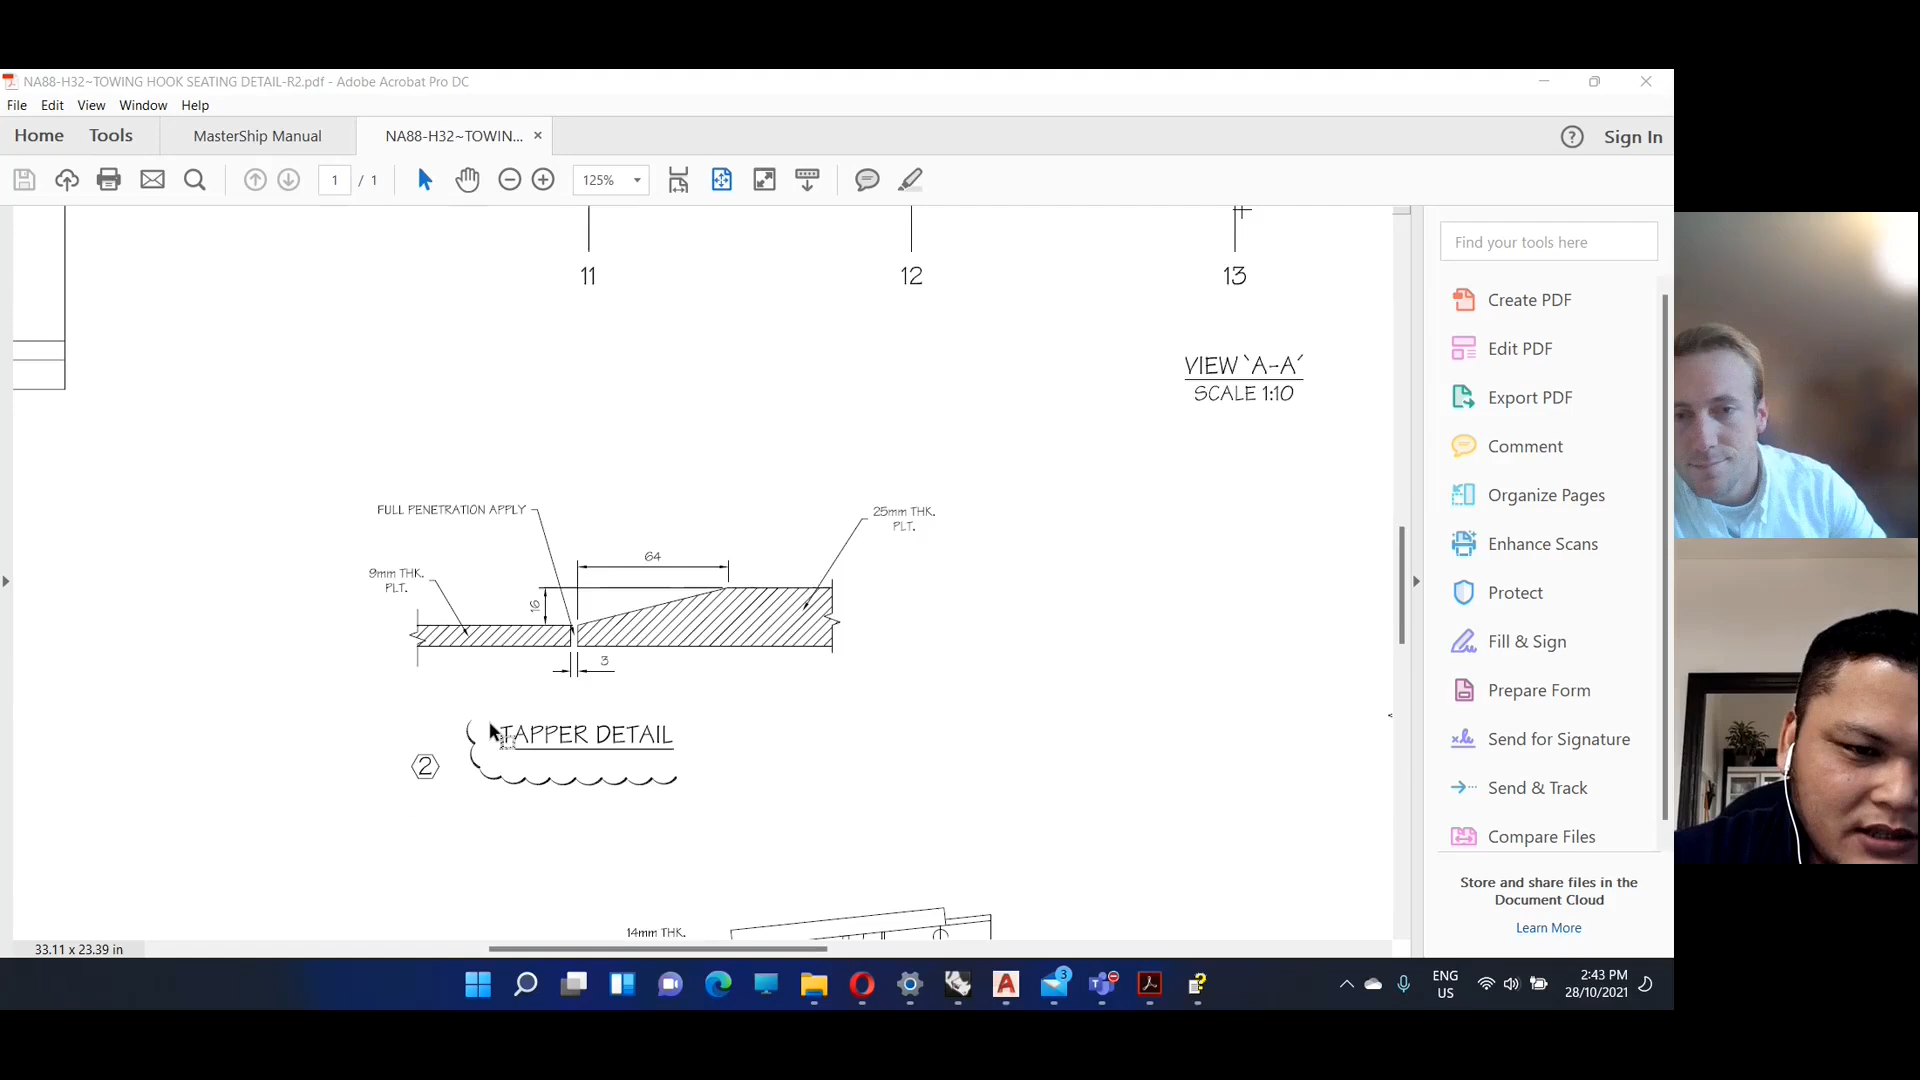 NA88-H32~TOWING HOOK SEATING DETAIL-R2.pdf - Adobe Acrobat Pro DC
File Edit View Window Help
Home Tools MasterShip Manual NA88-H32~TOWIN... × ? Sign In
1 / 1 125%
Find your tools here
Create PDF
Edit PDF
Export PDF
Comment
Organize Pages
Enhance Scans
Protect
Fill & Sign
Prepare Form
Send for Signature
Send & Track
Compare Files
Store and share files in the
Document Cloud
Learn More
11 12 13
VIEW `A-A´
SCALE 1:10
FULL PENETRATION APPLY
25mm THK.
PLT.
64
9mm THK.
PLT.
16
3
TAPPER DETAIL
2
14mm THK.
33.11 x 23.39 in
3
ENG
US
2:43 PM
28/10/2021